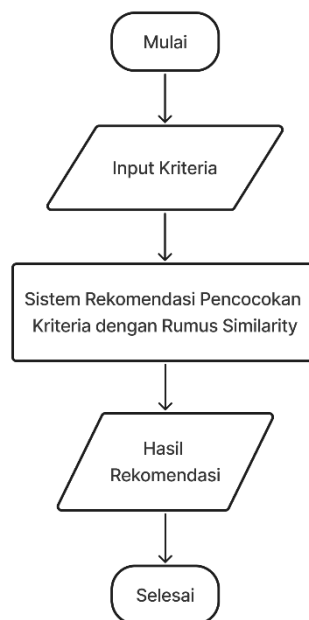 Mulai
Input Kriteria
Sistem Rekomendasi Pencocokan
Kriteria dengan Rumus Similarity
Hasil
Rekomendasi
Selesai